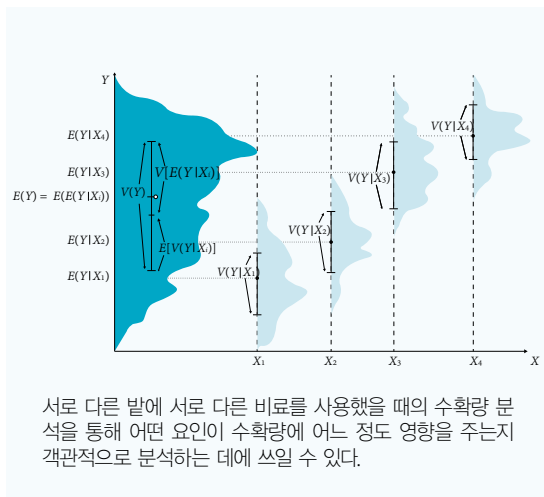 Y
E(Y|X₄)
V(Y|X₄)
E(Y|X₃)
V[E(Y|Xᵢ)]
V(Y|X₃)
V(Y)
E(Y) = E(E(Y|Xᵢ))
V(Y|X₂)
E(Y|X₂)
E[V(Y|Xᵢ)]
V(Y|X₁)
E(Y|X₁)
X₁ X₂ X₃ X₄ X
서로 다른 밭에 서로 다른 비료를 사용했을 때의 수확량 분
석을 통해 어떤 요인이 수확량에 어느 정도 영향을 주는지
객관적으로 분석하는 데에 쓰일 수 있다.